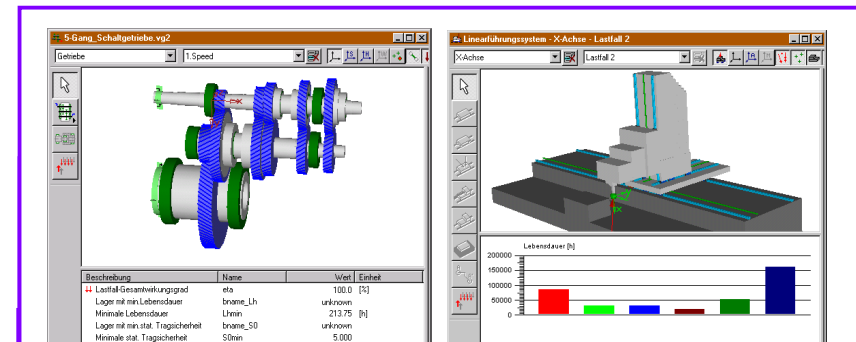 5-Gang_Schaltgetriebe.vg2
Getriebe 1.Speed
Beschreibung Name Wert Einheit
Lastfall-Gesamtwirkungsgrad eta 100.0 [%]
Lager mit min.Lebensdauer bname_Lh unknown
Minimale Lebensdauer Lhmin 213.75 [h]
Lager mit min.stat. Tragsicherheit bname_S0 unknown
Minimale stat. Tragsicherheit S0min 5.000
Linearführungssystem - X-Achse - Lastfall 2
X-Achse Lastfall 2
Lebensdauer [h]
200000
150000
100000
50000
0